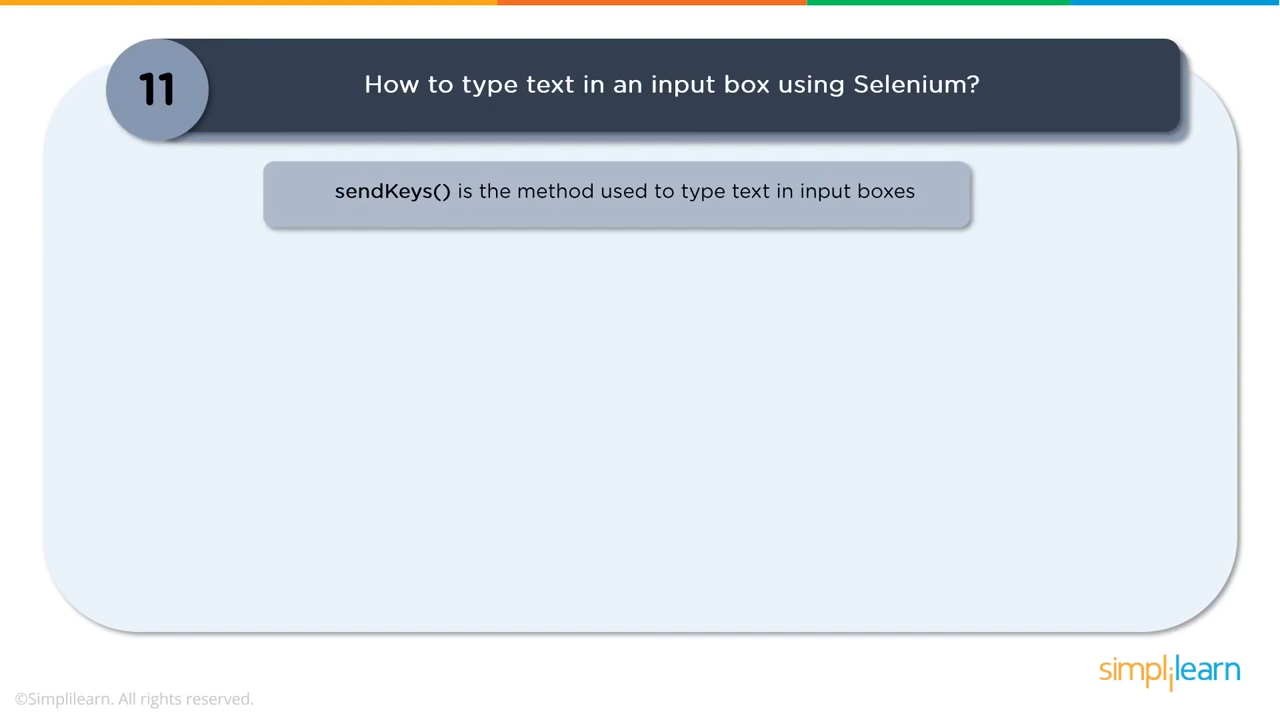 11
How to type text in an input box using Selenium?
sendKeys() is the method used to type text in input boxes
simplilearn
©Simplilearn. All rights reserved.